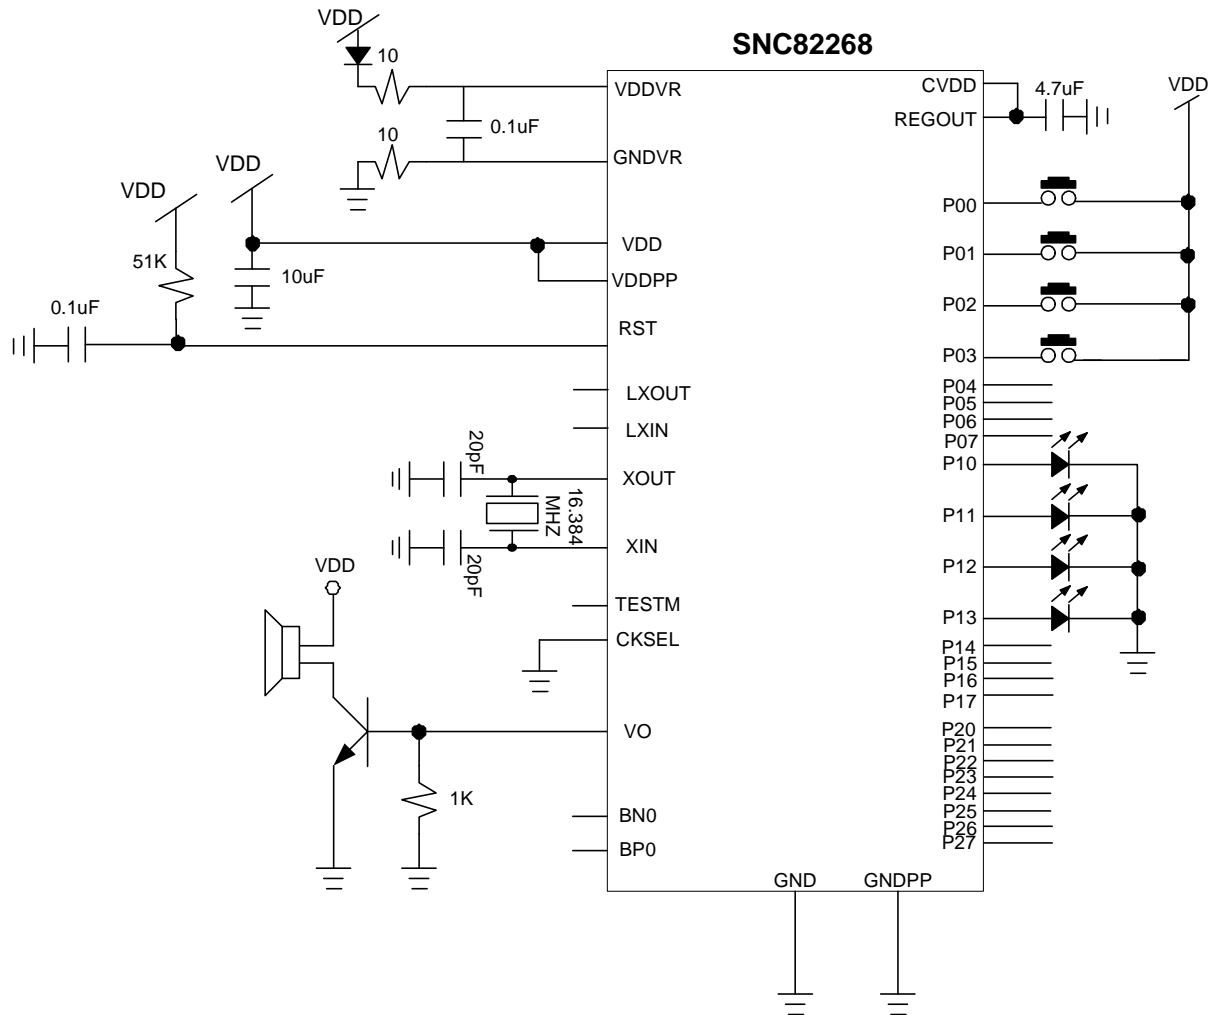 SNC82268
VDD
10
VDDVR
0.1uF
10
GNDVR
VDD
VDD
VDD
10uF
VDDPP
51K
0.1uF
RST
LXOUT
LXIN
20pF
XOUT
16.384
MHZ
XIN
20pF
VDD
TESTM
CKSEL
VO
1K
BN0
BP0
GND
GNDPP
CVDD
4.7uF
VDD
REGOUT
P00
P01
P02
P03
P04
P05
P06
P07
P10
P11
P12
P13
P14
P15
P16
P17
P20
P21
P22
P23
P24
P25
P26
P27